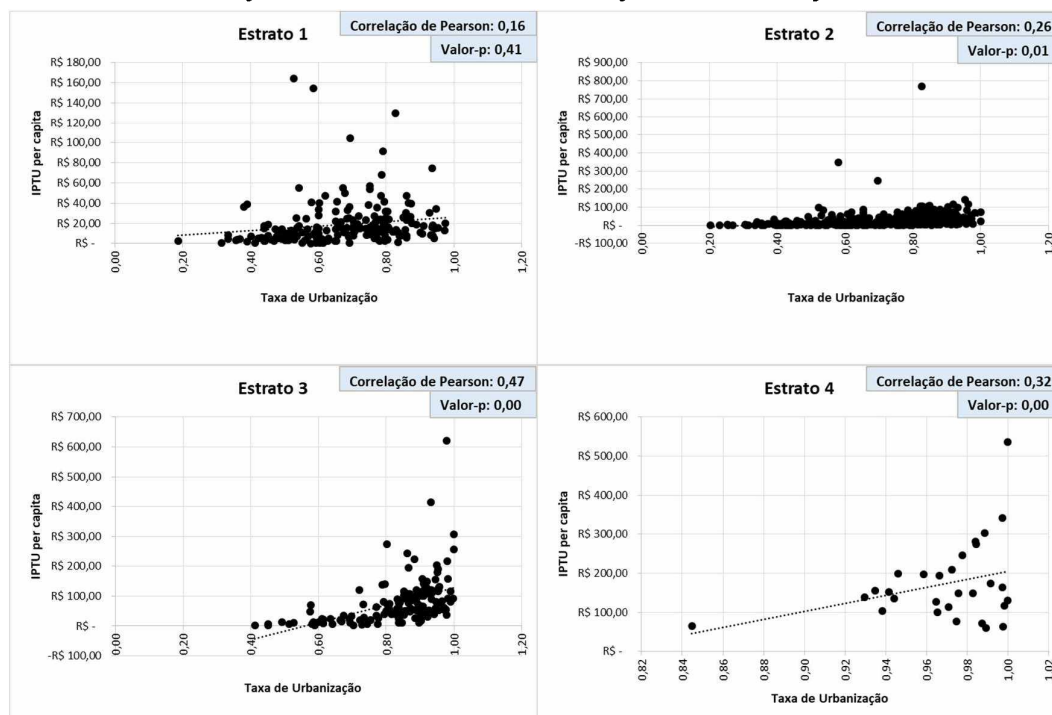 Estrato 1
Correlação de Pearson: 0,16
Valor-p: 0,41
IPTU per capita
R$ 180,00
R$ 160,00
R$ 140,00
R$ 120,00
R$ 100,00
R$ 80,00
R$ 60,00
R$ 40,00
R$ 20,00
R$ -
0,00
0,20
0,40
0,60
0,80
1,00
1,20
Taxa de Urbanização
Estrato 2
Correlação de Pearson: 0,26
Valor-p: 0,01
IPTU per capita
R$ 900,00
R$ 800,00
R$ 700,00
R$ 600,00
R$ 500,00
R$ 400,00
R$ 300,00
R$ 200,00
R$ 100,00
R$ -
-R$ 100,00
0,00
0,20
0,40
0,60
0,80
1,00
1,20
Taxa de Urbanização
Estrato 3
Correlação de Pearson: 0,47
Valor-p: 0,00
IPTU per capita
R$ 700,00
R$ 600,00
R$ 500,00
R$ 400,00
R$ 300,00
R$ 200,00
R$ 100,00
R$ -
-R$ 100,00
0,00
0,20
0,40
0,60
0,80
1,00
1,20
Taxa de Urbanização
Estrato 4
Correlação de Pearson: 0,32
Valor-p: 0,00
IPTU per capita
R$ 600,00
R$ 500,00
R$ 400,00
R$ 300,00
R$ 200,00
R$ 100,00
R$ -
0,82
0,84
0,86
0,88
0,90
0,92
0,94
0,96
0,98
1,00
1,02
Taxa de Urbanização